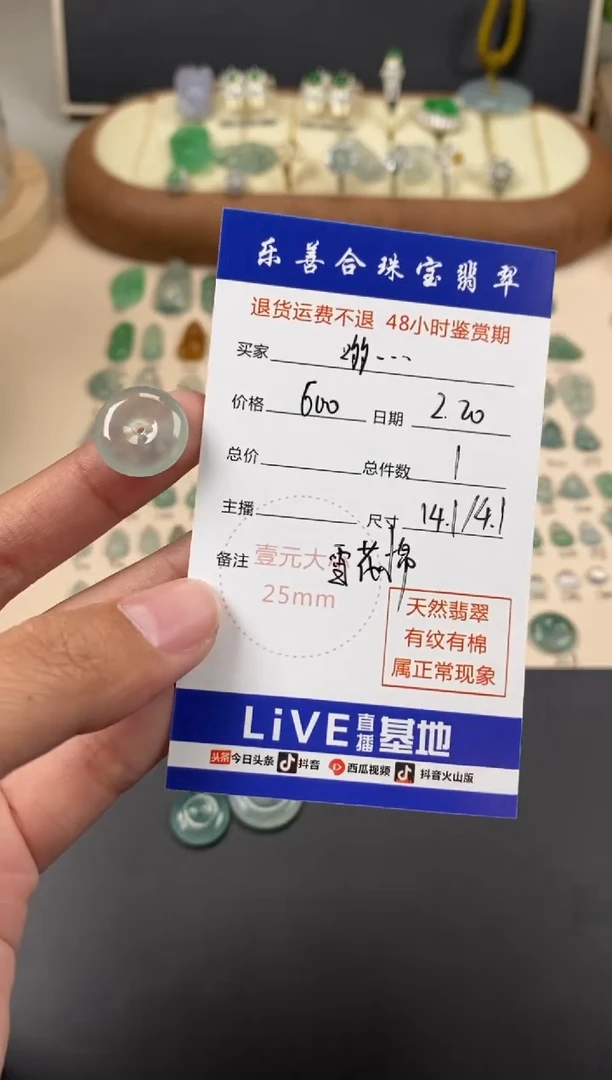 乐善合珠宝翡翠
退货运费不退 48小时鉴赏期
买家
价格 600 日期 2.20
总价 总件数 1
主播 尺寸 14.1/4.1
备注 雪花棉
壹元大
25mm
天然翡翠
有纹有棉
属正常现象
LiVE 直播 基地
头条 今日头条 抖音 西瓜视频 抖音火山版